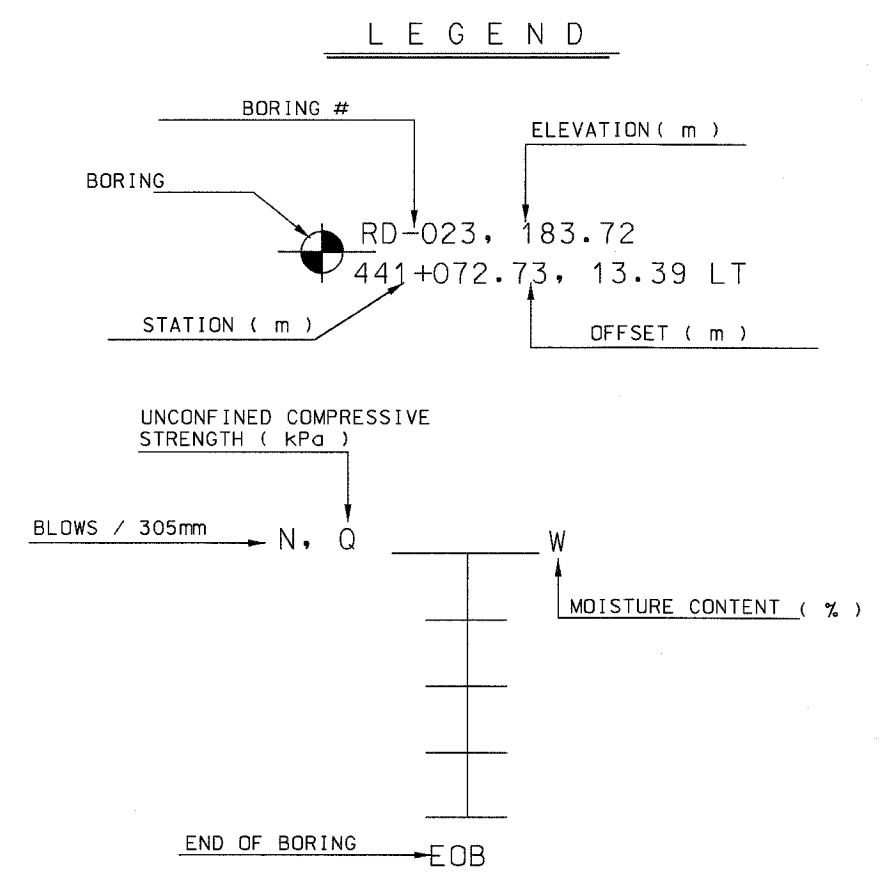 LEGEND
BORING #
ELEVATION( m )
BORING
RD-023, 183.72
441+072.73, 13.39 LT
STATION ( m )
OFFSET ( m )
UNCONFINED COMPRESSIVE
STRENGTH ( kPa )
BLOWS / 305mm
N, Q
W
MOISTURE CONTENT ( % )
END OF BORING
EOB